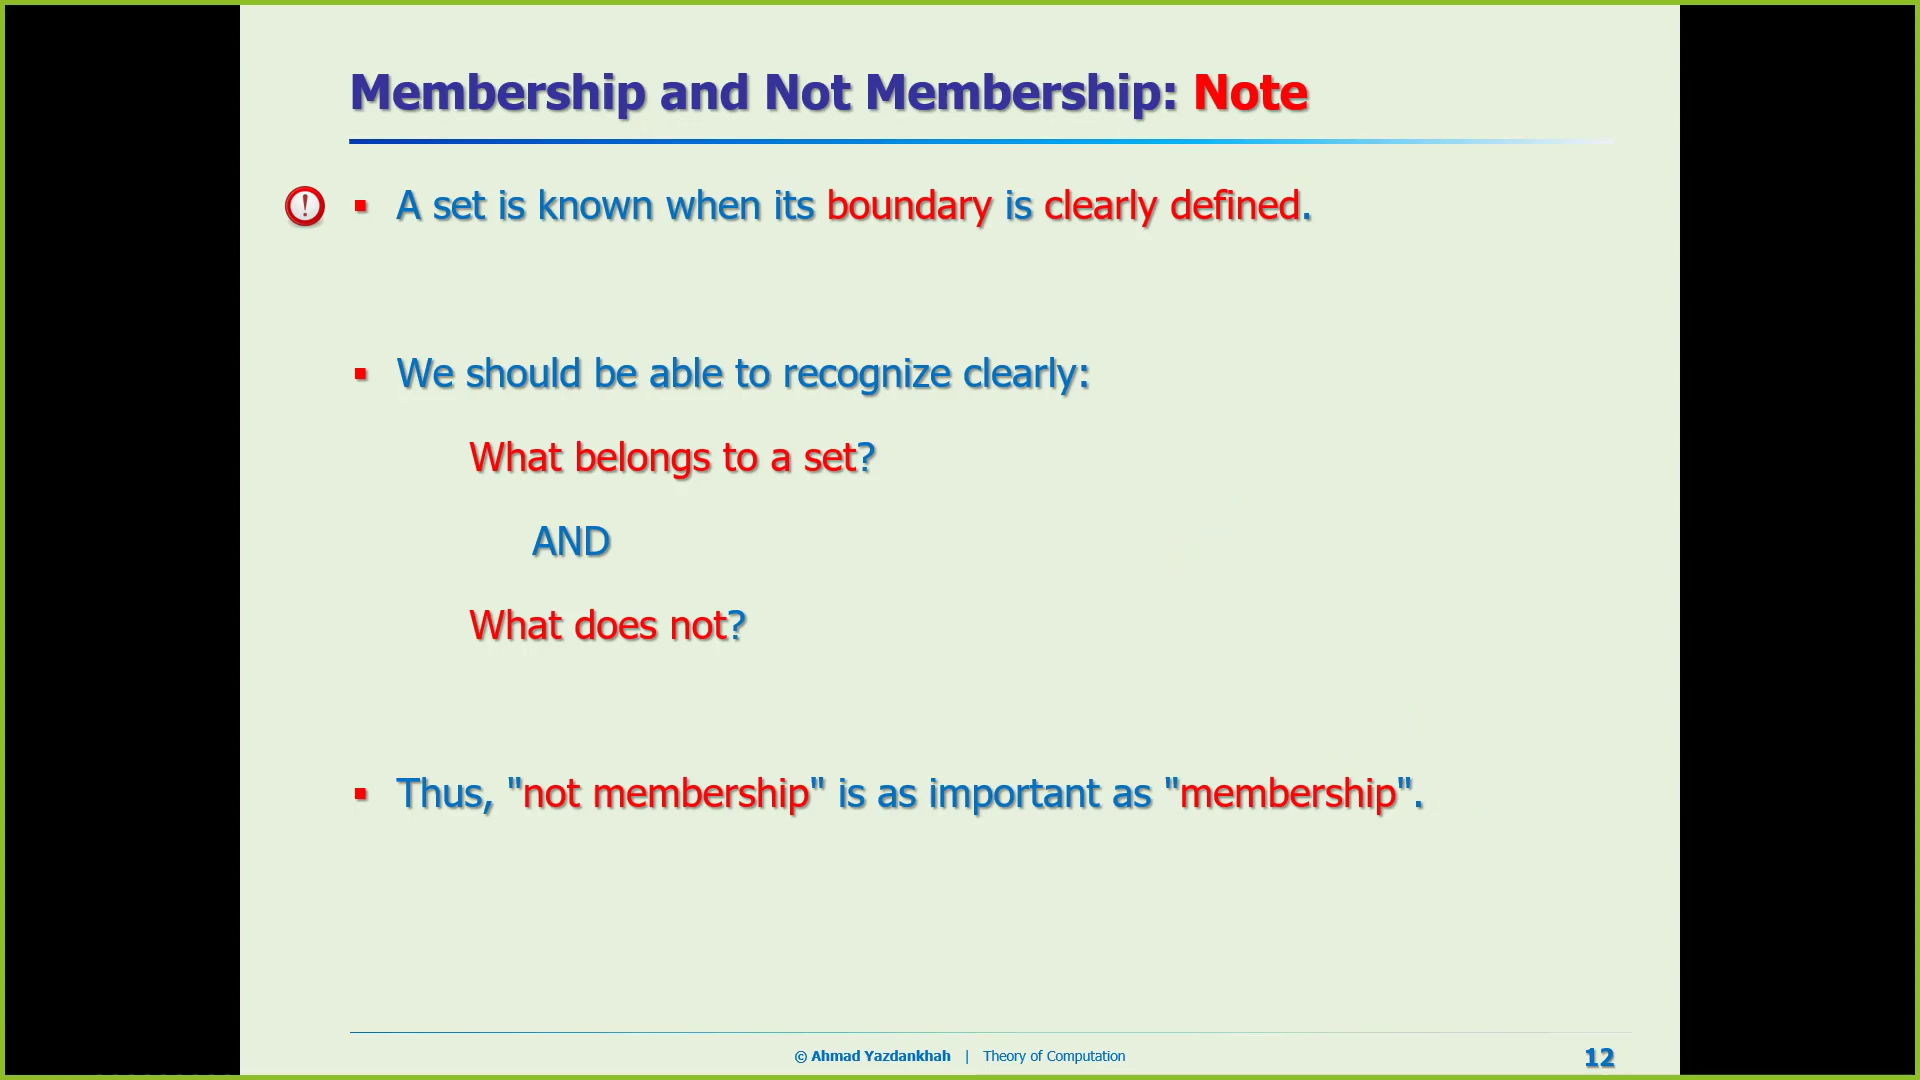 Membership and Not Membership: Note
▪ A set is known when its boundary is clearly defined.
▪ We should be able to recognize clearly:
What belongs to a set?
AND
What does not?
▪ Thus, "not membership" is as important as "membership".
© Ahmad Yazdankhah | Theory of Computation
12